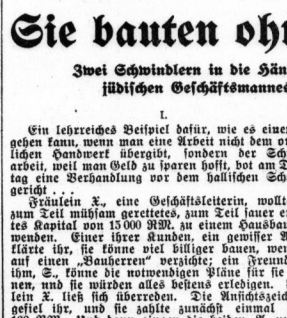 Sie bauten oh
Zwei Schwindlern in die Hän
jüdischen Geschäftsmannes
I.
Ein lehrreiches Beispiel dafür, wie es eine
gehen kann, wenn man eine Arbeit nicht dem or
lichen Handwerk übergibt, sondern der Sch
arbeit, weil man Geld zu sparen hofft, bot am D
tag eine Verhandlung vor dem hallischen Sch
gericht . . .
Fräulein X., eine Geschäftsleiterin, wollte
zum Teil mühsam gerettetes, zum Teil sauer er
tes Kapital von 15 000 RM. zu einem Hausbau
wenden. Einer ihrer Kunden, ein gewisser
klärte ihr, sie könne viel billiger bauen, wen
auf einen „Bauherren" verzichte; ein Freund
ihm, S., könne die notwendigen Pläne für sie
nen, und sie würden alles bestens erledigen.
lein X. ließ sich überreden. Die Ansichtszeich
gefiel ihr, und sie zahlte zunächst einmal